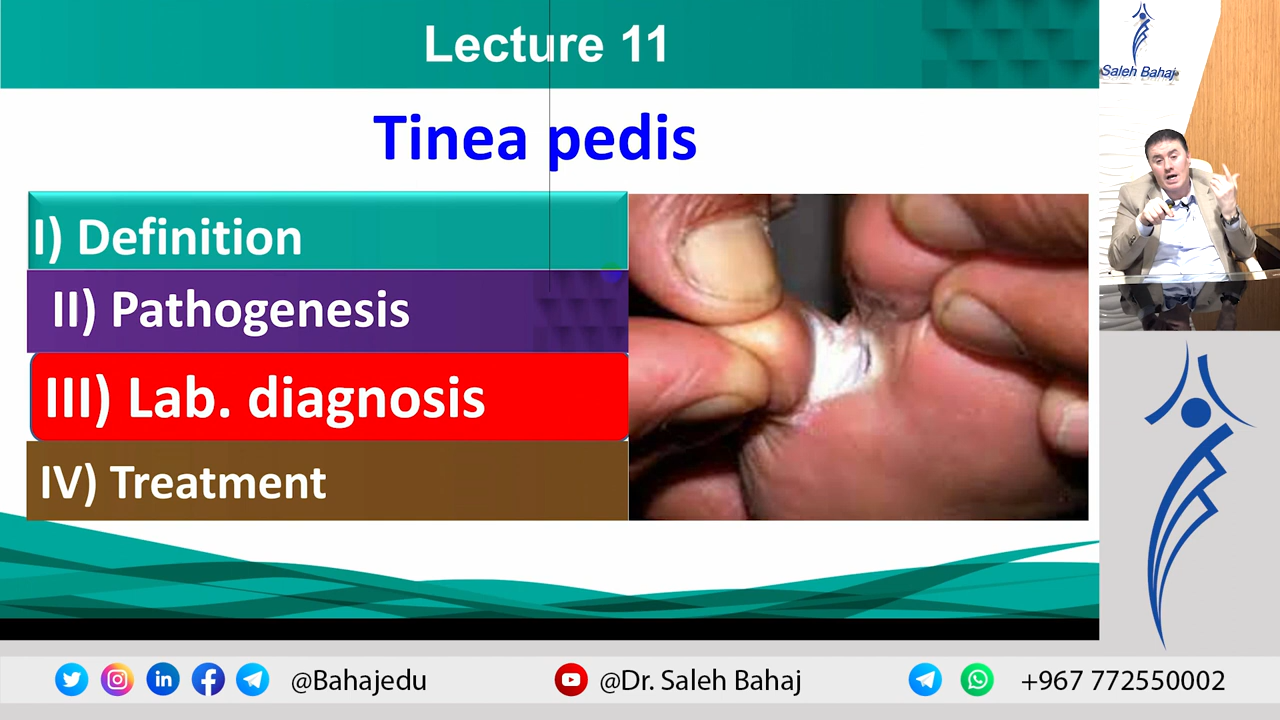 Lecture 11
Tinea pedis
I) Definition
II) Pathogenesis
III) Lab. diagnosis
IV) Treatment
Saleh Bahaj
@Bahajedu
@Dr. Saleh Bahaj
+967 772550002